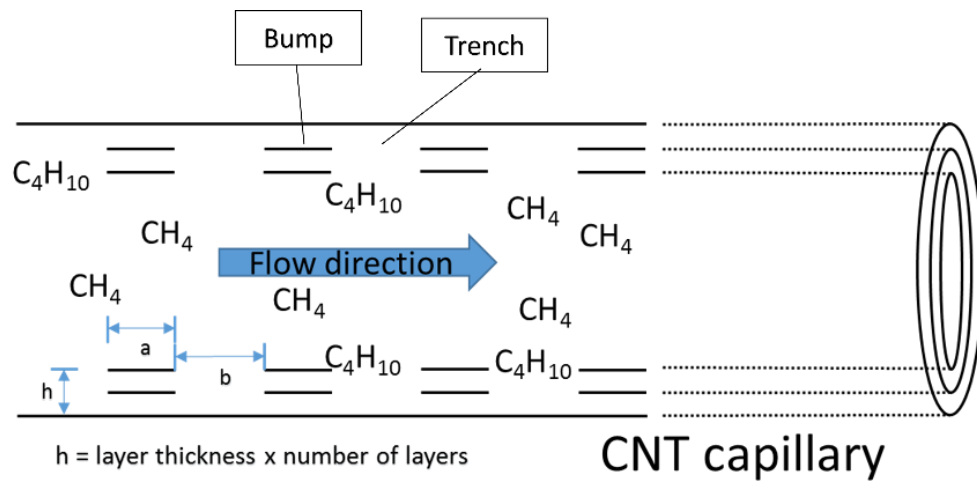 Bump
Trench
C₄H₁₀
C₄H₁₀
CH₄
CH₄
CH₄
Flow direction
CH₄
CH₄
CH₄
a
b
C₄H₁₀
C₄H₁₀
h
h = layer thickness x number of layers
CNT capillary